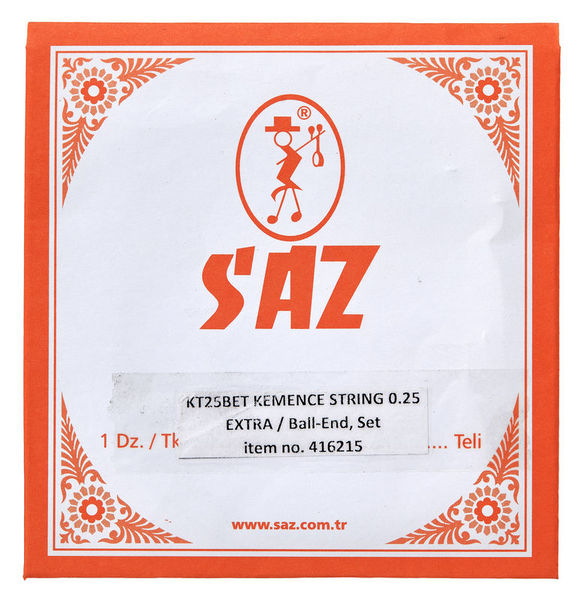 ®
SAZ
KT25BET KEMENCE STRING 0.25
EXTRA / Ball-End, Set
1 Dz. / Tk .... Teli
item no. 416215
www.saz.com.tr